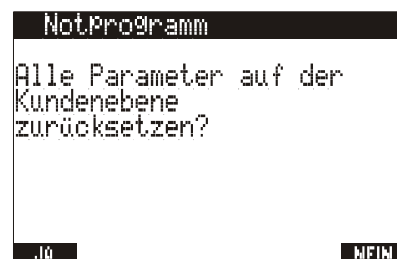 Notprogramm
Alle Parameter auf der
Kundenebene
zurücksetzen?
JA NEIN